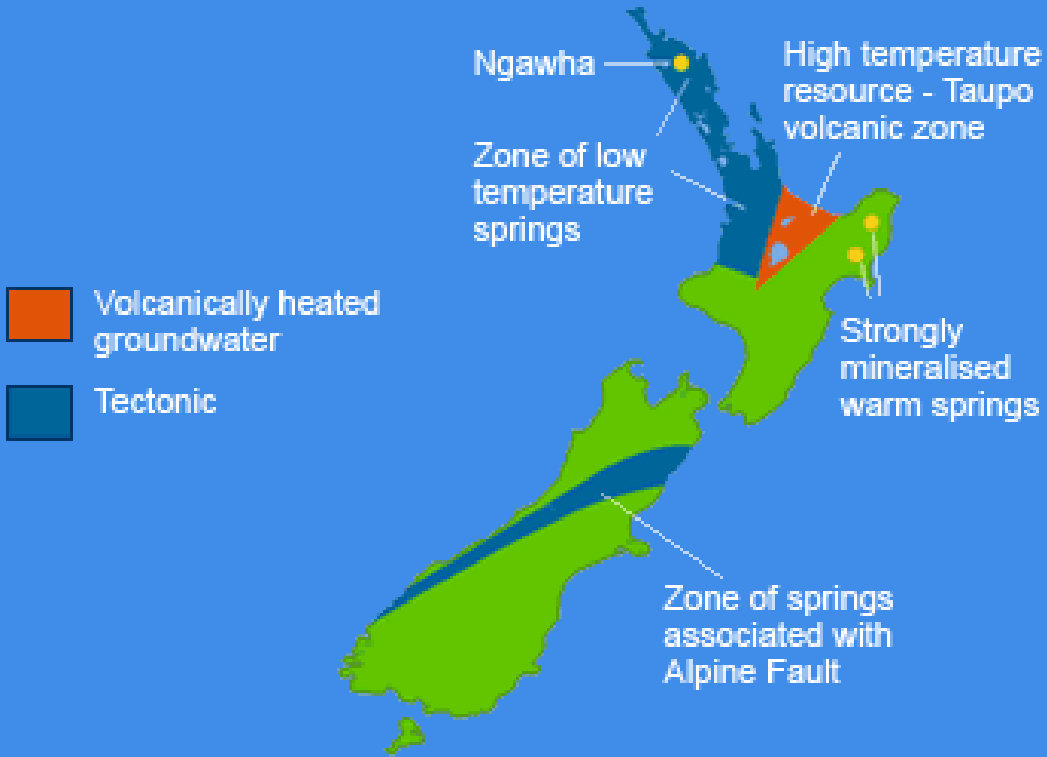 Ngawha
High temperature
resource - Taupo
volcanic zone
Zone of low
temperature
springs
Volcanically heated
groundwater
Tectonic
Strongly
mineralised
warm springs
Zone of springs
associated with
Alpine Fault